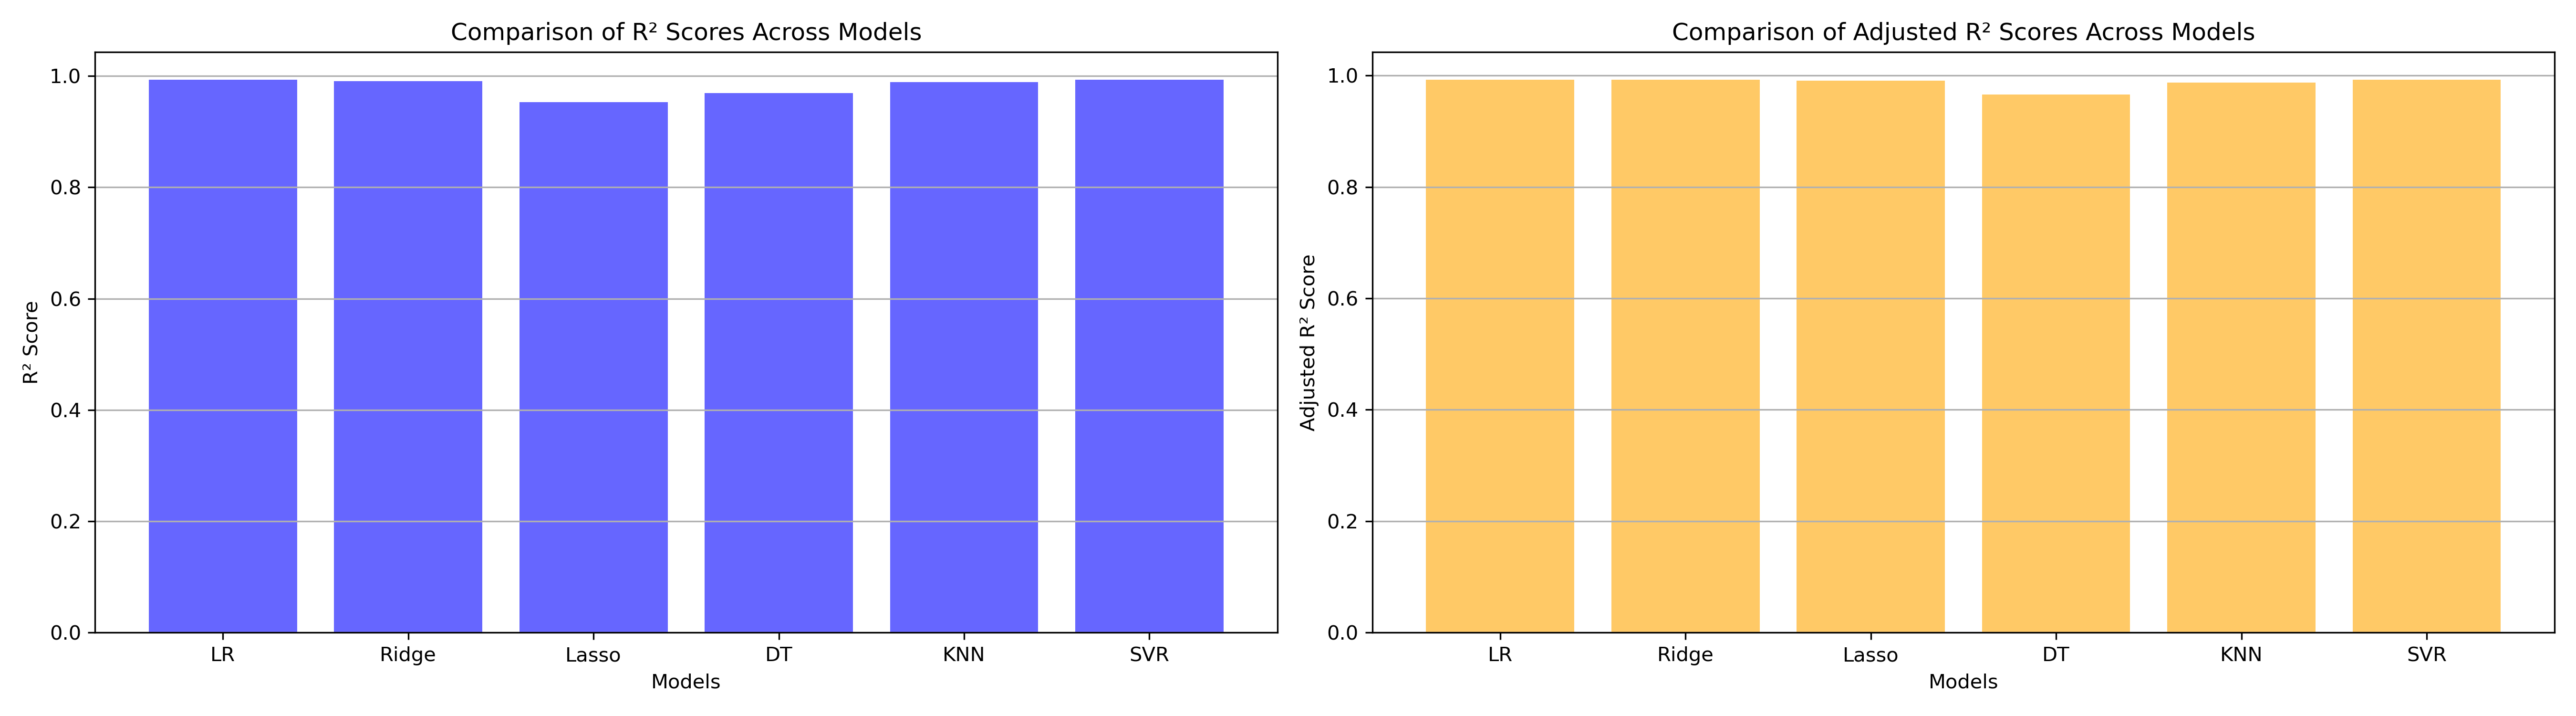 Comparison of R² Scores Across Models
R² Score
1.0
0.8
0.6
0.4
0.2
0.0
LR Ridge Lasso DT KNN SVR
Models
Comparison of Adjusted R² Scores Across Models
Adjusted R² Score
1.0
0.8
0.6
0.4
0.2
0.0
LR Ridge Lasso DT KNN SVR
Models